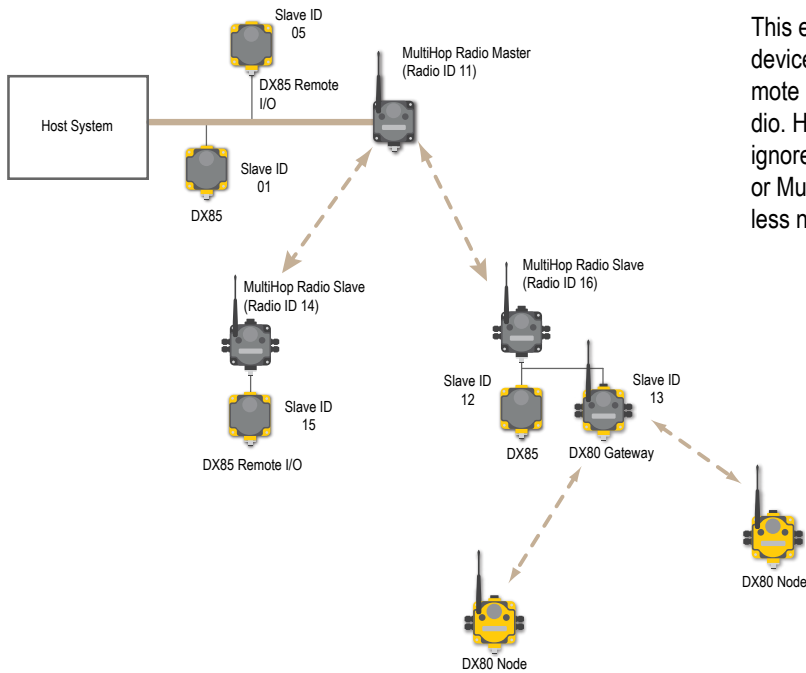 Slave ID
05
MultiHop Radio Master
(Radio ID 11)
DX85 Remote
I/O
Host System
Slave ID
01
DX85
MultiHop Radio Slave
(Radio ID 14)
MultiHop Radio Slave
(Radio ID 16)
Slave ID
15
DX85 Remote I/O
Slave ID
12
DX85
Slave ID
13
DX80 Gateway
DX80 Node
DX80 Node
This e
device
mote
dio. H
ignore
or Mu
less n